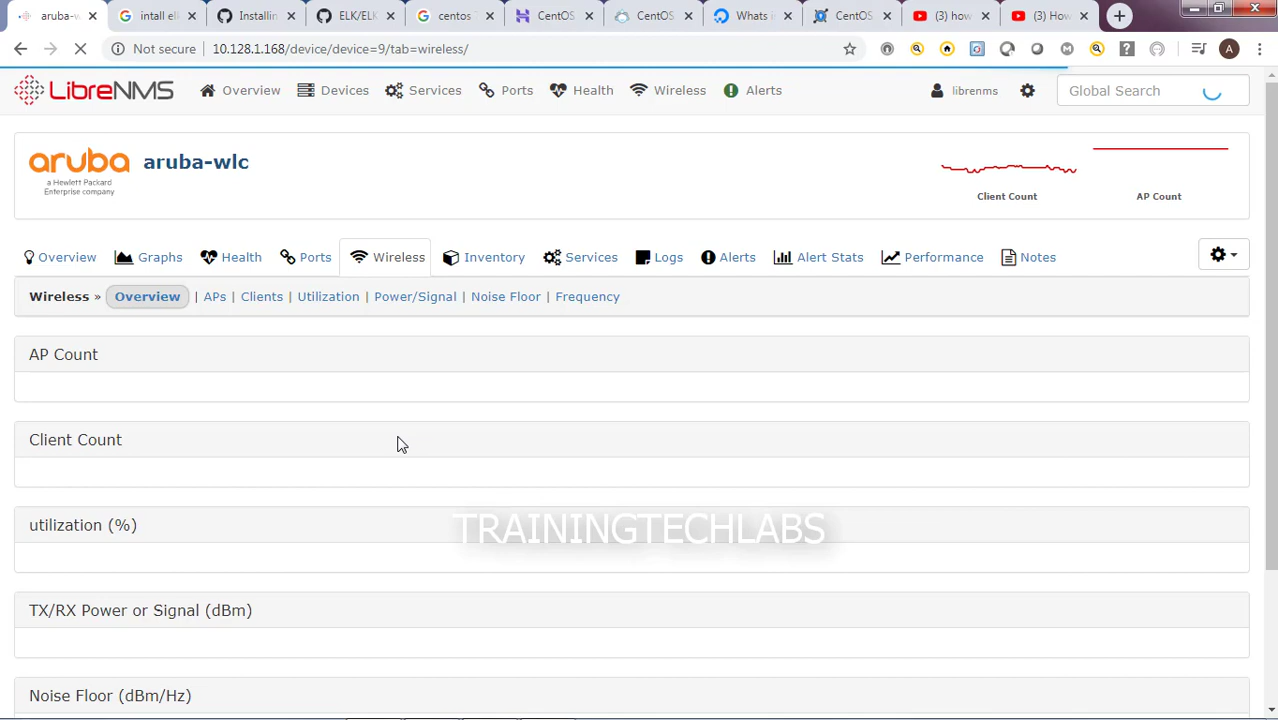 aruba-w
intall el
Installin
ELK/ELK
centos 7
CentOS
CentOS
Whats i
CentOS
(3) how
(3) How
Not secure 10.128.1.168/device/device=9/tab=wireless/
LibreNMS Overview Devices Services Ports Health Wireless Alerts librenms Global Search
aruba
a Hewlett Packard
Enterprise company
aruba-wlc
Client Count
AP Count
Overview Graphs Health Ports Wireless Inventory Services Logs Alerts Alert Stats Performance Notes
Wireless » Overview | APs | Clients | Utilization | Power/Signal | Noise Floor | Frequency
AP Count
Client Count
utilization (%)
TRAININGTECHLABS
TX/RX Power or Signal (dBm)
Noise Floor (dBm/Hz)